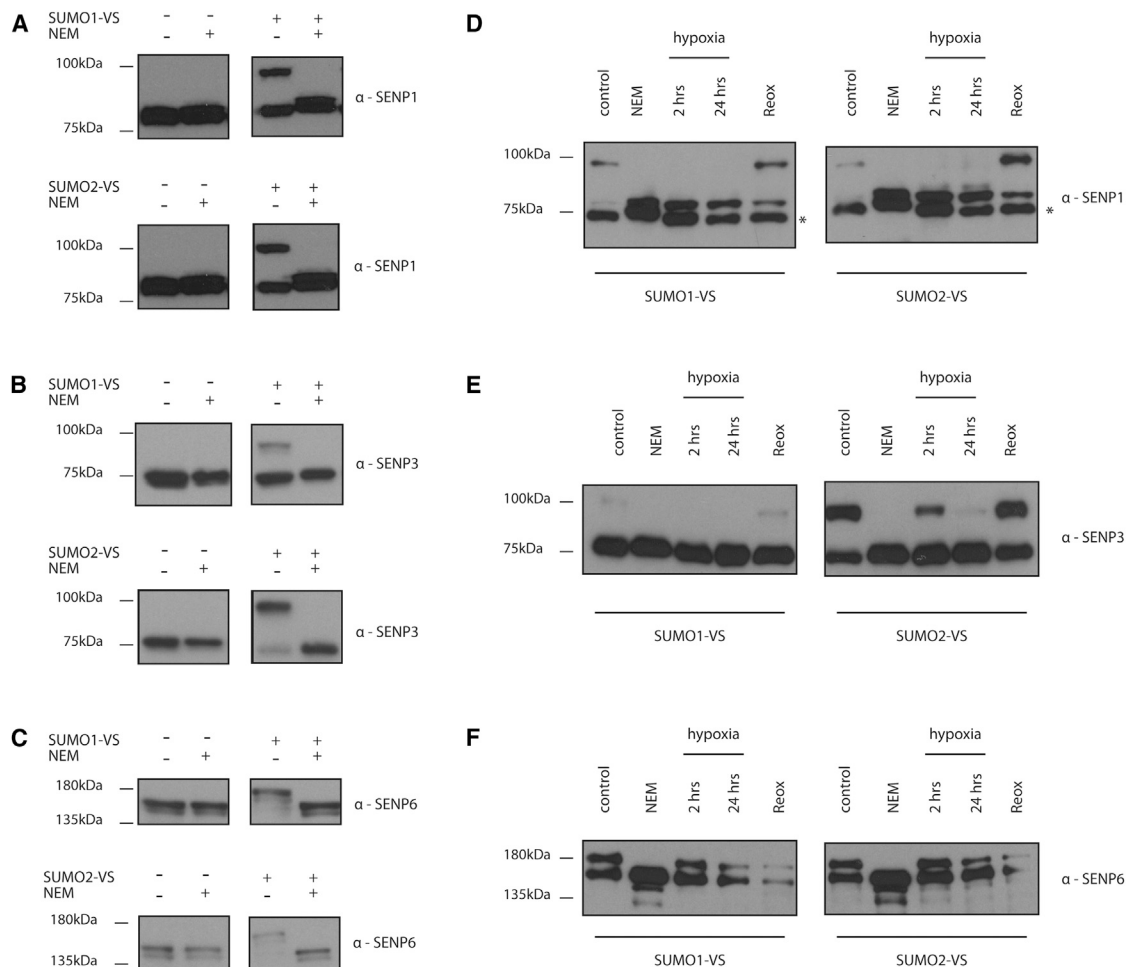 A
SUMO1-VS - - + +
NEM - + - +
100kDa
75kDa
α - SENP1
SUMO2-VS - - + +
NEM - + - +
100kDa
75kDa
α - SENP1
B
SUMO1-VS - - + +
NEM - + - +
100kDa
75kDa
α - SENP3
SUMO2-VS - - + +
NEM - + - +
100kDa
75kDa
α - SENP3
C
SUMO1-VS - - + +
NEM - + - +
180kDa
135kDa
α - SENP6
SUMO2-VS - - + +
NEM - + - +
180kDa
135kDa
α - SENP6
D
hypoxia hypoxia
control NEM 2 hrs 24 hrs Reox control NEM 2 hrs 24 hrs Reox
100kDa
75kDa
* *
α - SENP1
SUMO1-VS SUMO2-VS
E
hypoxia hypoxia
control NEM 2 hrs 24 hrs Reox control NEM 2 hrs 24 hrs Reox
100kDa
75kDa
α - SENP3
SUMO1-VS SUMO2-VS
F
hypoxia hypoxia
control NEM 2 hrs 24 hrs Reox control NEM 2 hrs 24 hrs Reox
180kDa
135kDa
α - SENP6
SUMO1-VS SUMO2-VS